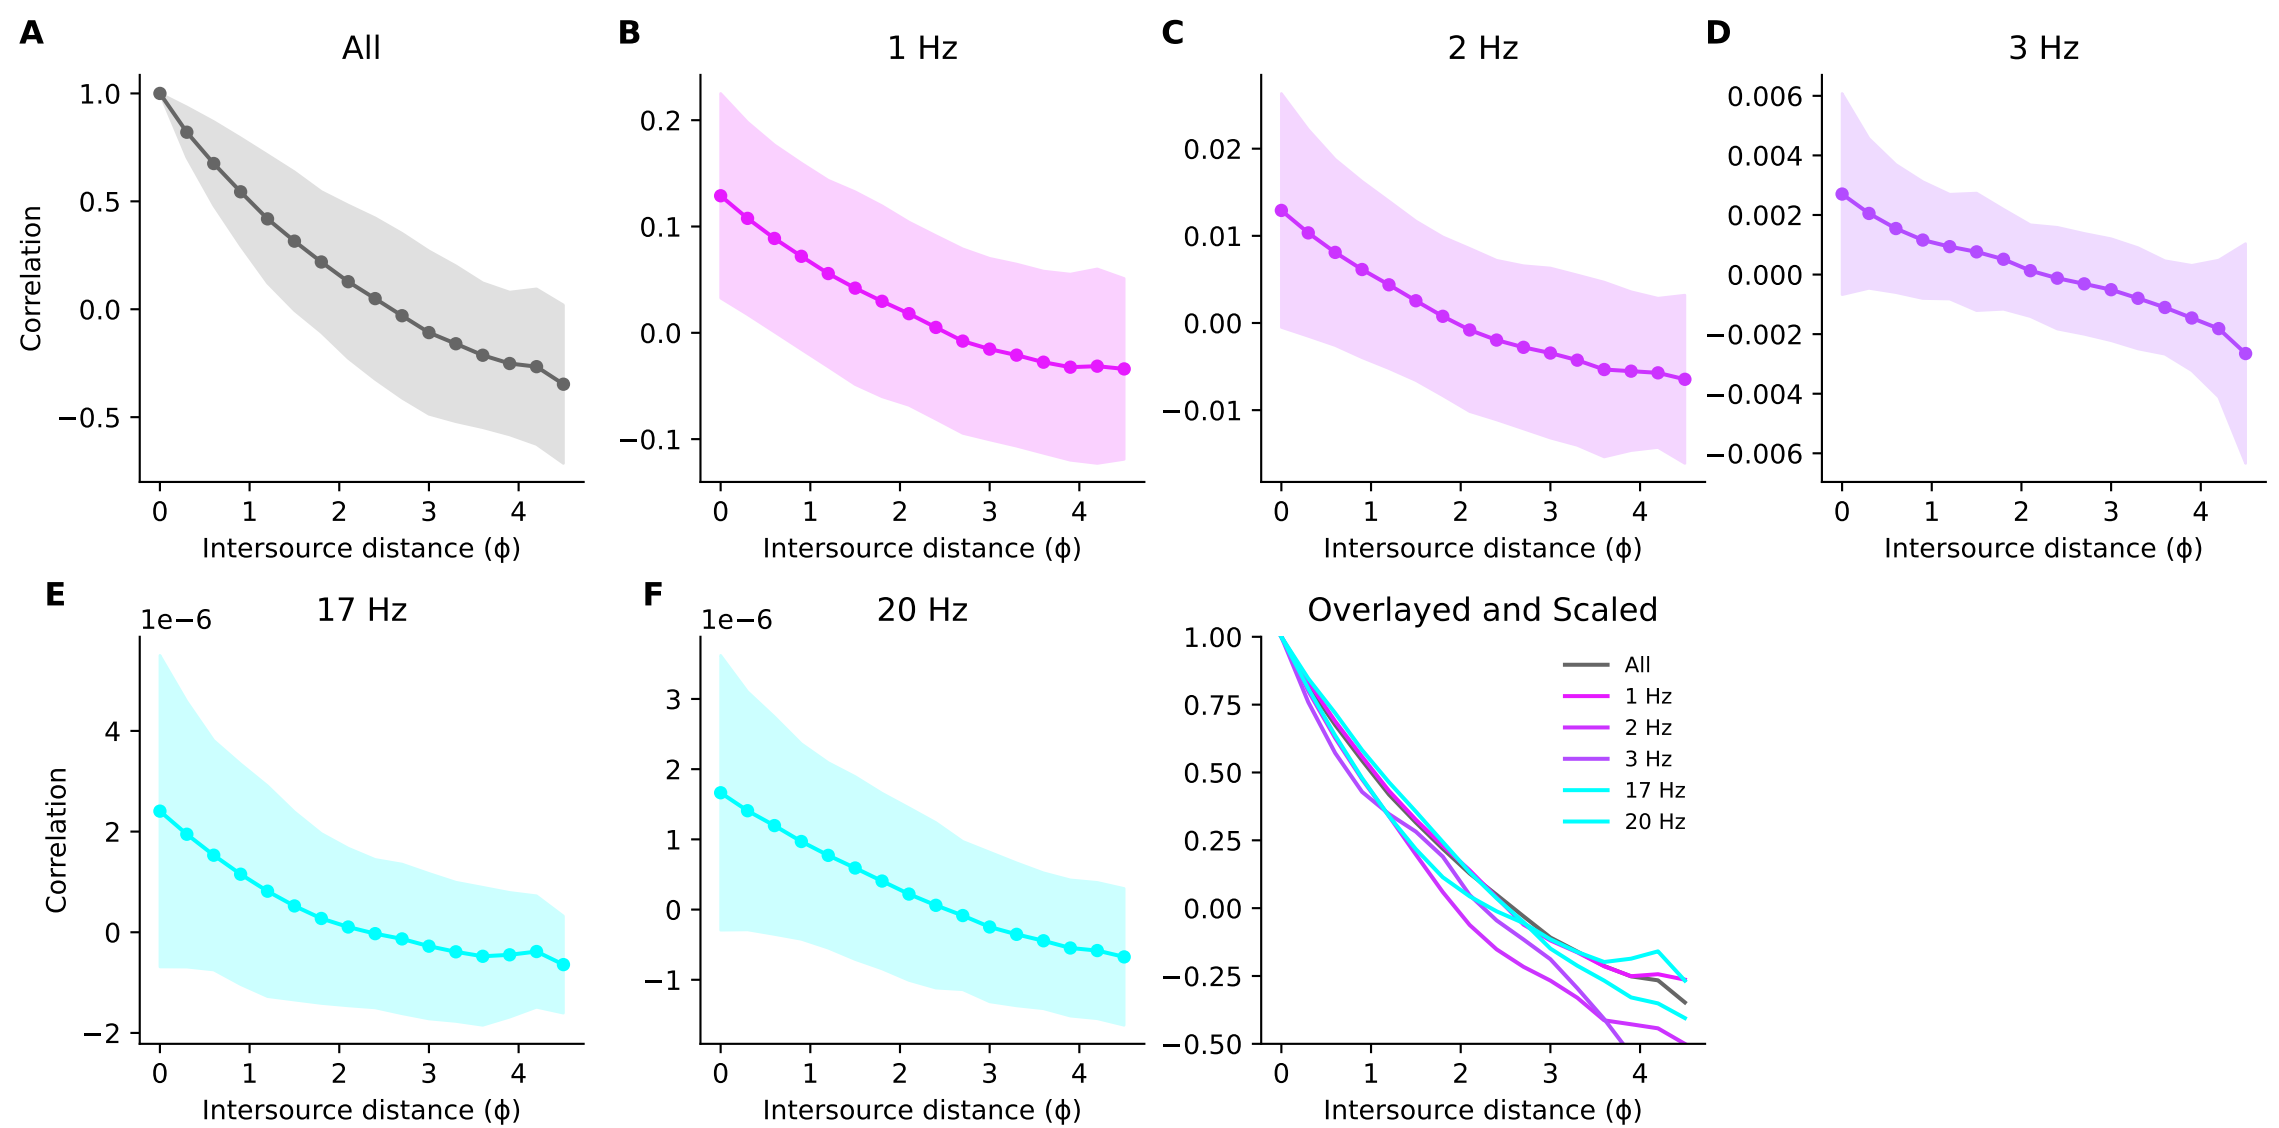 A
All
1.0
0.5
0.0
−0.5
Correlation
0 1 2 3 4
Intersource distance (ϕ)
B
1 Hz
0.2
0.1
0.0
−0.1
0 1 2 3 4
Intersource distance (ϕ)
C
2 Hz
0.02
0.01
0.00
−0.01
0 1 2 3 4
Intersource distance (ϕ)
D
3 Hz
0.006
0.004
0.002
0.000
−0.002
−0.004
−0.006
0 1 2 3 4
Intersource distance (ϕ)
E
1e−6
17 Hz
4
2
0
−2
Correlation
0 1 2 3 4
Intersource distance (ϕ)
F
1e−6
20 Hz
3
2
1
0
−1
0 1 2 3 4
Intersource distance (ϕ)
Overlayed and Scaled
1.00
0.75
0.50
0.25
0.00
−0.25
−0.50
All
1 Hz
2 Hz
3 Hz
17 Hz
20 Hz
0 1 2 3 4
Intersource distance (ϕ)